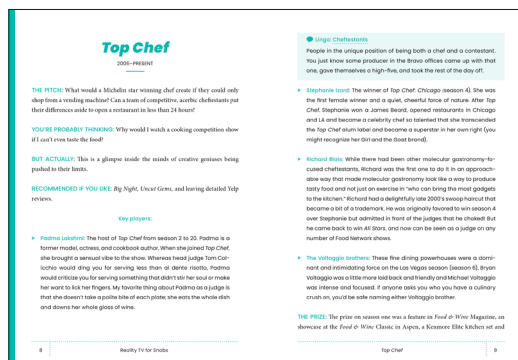 Top Chef
2006–PRESENT
THE PITCH: What would a Michelin star winning chef create if they could only
shop from a vending machine? Can a team of competitive, acerbic cheftestants put
their differences aside to open a restaurant in less than 24 hours?
YOU'RE PROBABLY THINKING: Why would I watch a cooking competition show
if I can't even taste the food?
BUT ACTUALLY: This is a glimpse inside the minds of creative geniuses being
pushed to their limits.
RECOMMENDED IF YOU LIKE: Big Night, Uncut Gems, and leaving detailed Yelp
reviews.
Key players:
Padma Lakshmi: The host of Top Chef from season 2 to 20. Padma is a
former model, actress, and cookbook author. When she joined Top Chef,
she brought a sensual vibe to the show. Whereas head judge Tom Col-
icchio would ding you for serving less than al dente risotto, Padma
would criticize you for serving something that didn't stir her soul or make
her want to lick her fingers. My favorite thing about Padma as a judge is
that she doesn't take a polite bite of each plate; she eats the whole dish
and downs her whole glass of wine.
8
Reality TV for Snobs
Lingo: Cheftestants
People in the unique position of being both a chef and a contestant.
You just know some producer in the Bravo offices came up with that
one, gave themselves a high-five, and took the rest of the day off.
Stephanie Izard: The winner of Top Chef: Chicago (season 4). She was
the first female winner and a quiet, cheerful force of nature. After Top
Chef, Stephanie won a James Beard, opened restaurants in Chicago
and LA and became a celebrity chef so talented that she transcended
the Top Chef alum label and became a superstar in her own right (you
might recognize her Girl and the Goat brand).
Richard Blais: While there had been other molecular gastronomy-fo-
cused cheftestants, Richard was the first one to do it in an approach-
able way that made molecular gastronomy look like a way to produce
tasty food and not just an exercise in "who can bring the most gadgets
to the kitchen." Richard had a delightfully late 2000's swoop haircut that
became a bit of a trademark. He was originally favored to win season 4
over Stephanie but admitted in front of the judges that he choked! But
he came back to win All Stars, and now can be seen as a judge on any
number of Food Network shows.
The Voltaggio brothers: These fine dining powerhouses were a domi-
nant and intimidating force on the Las Vegas season (season 6). Bryan
Voltaggio was a little more laid back and friendly and Michael Voltaggio
was intense and focused. If anyone asks you who you have a culinary
crush on, you'd be safe naming either Voltaggio brother.
THE PRIZE: The prize on season one was a feature in Food & Wine Magazine, an
showcase at the Food & Wine Classic in Aspen, a Kenmore Elite kitchen set and
Top Chef
9